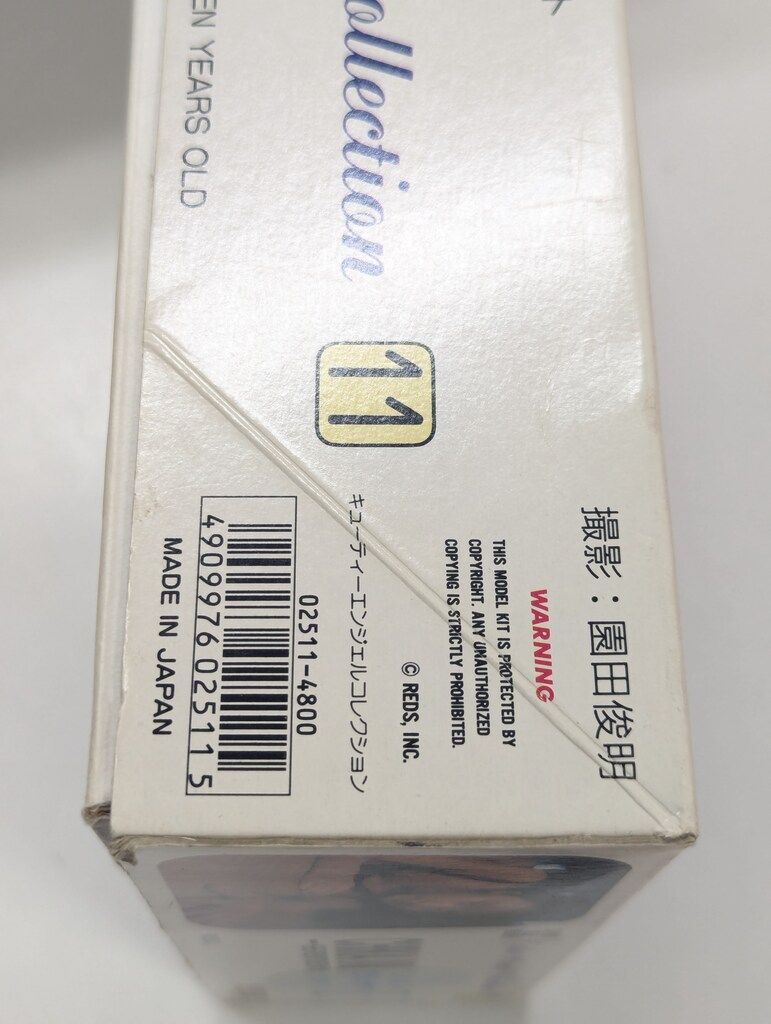 ollection
EN YEARS OLD
11
撮影：園田俊明
WARNING
THIS MODEL KIT IS PROTECTED BY
COPYRIGHT. ANY UNAUTHORIZED
COPYING IS STRICTLY PROHIBITED.
© REDS, INC.
キューティーエンジェルコレクション
02511-4800
4909976025115
MADE IN JAPAN